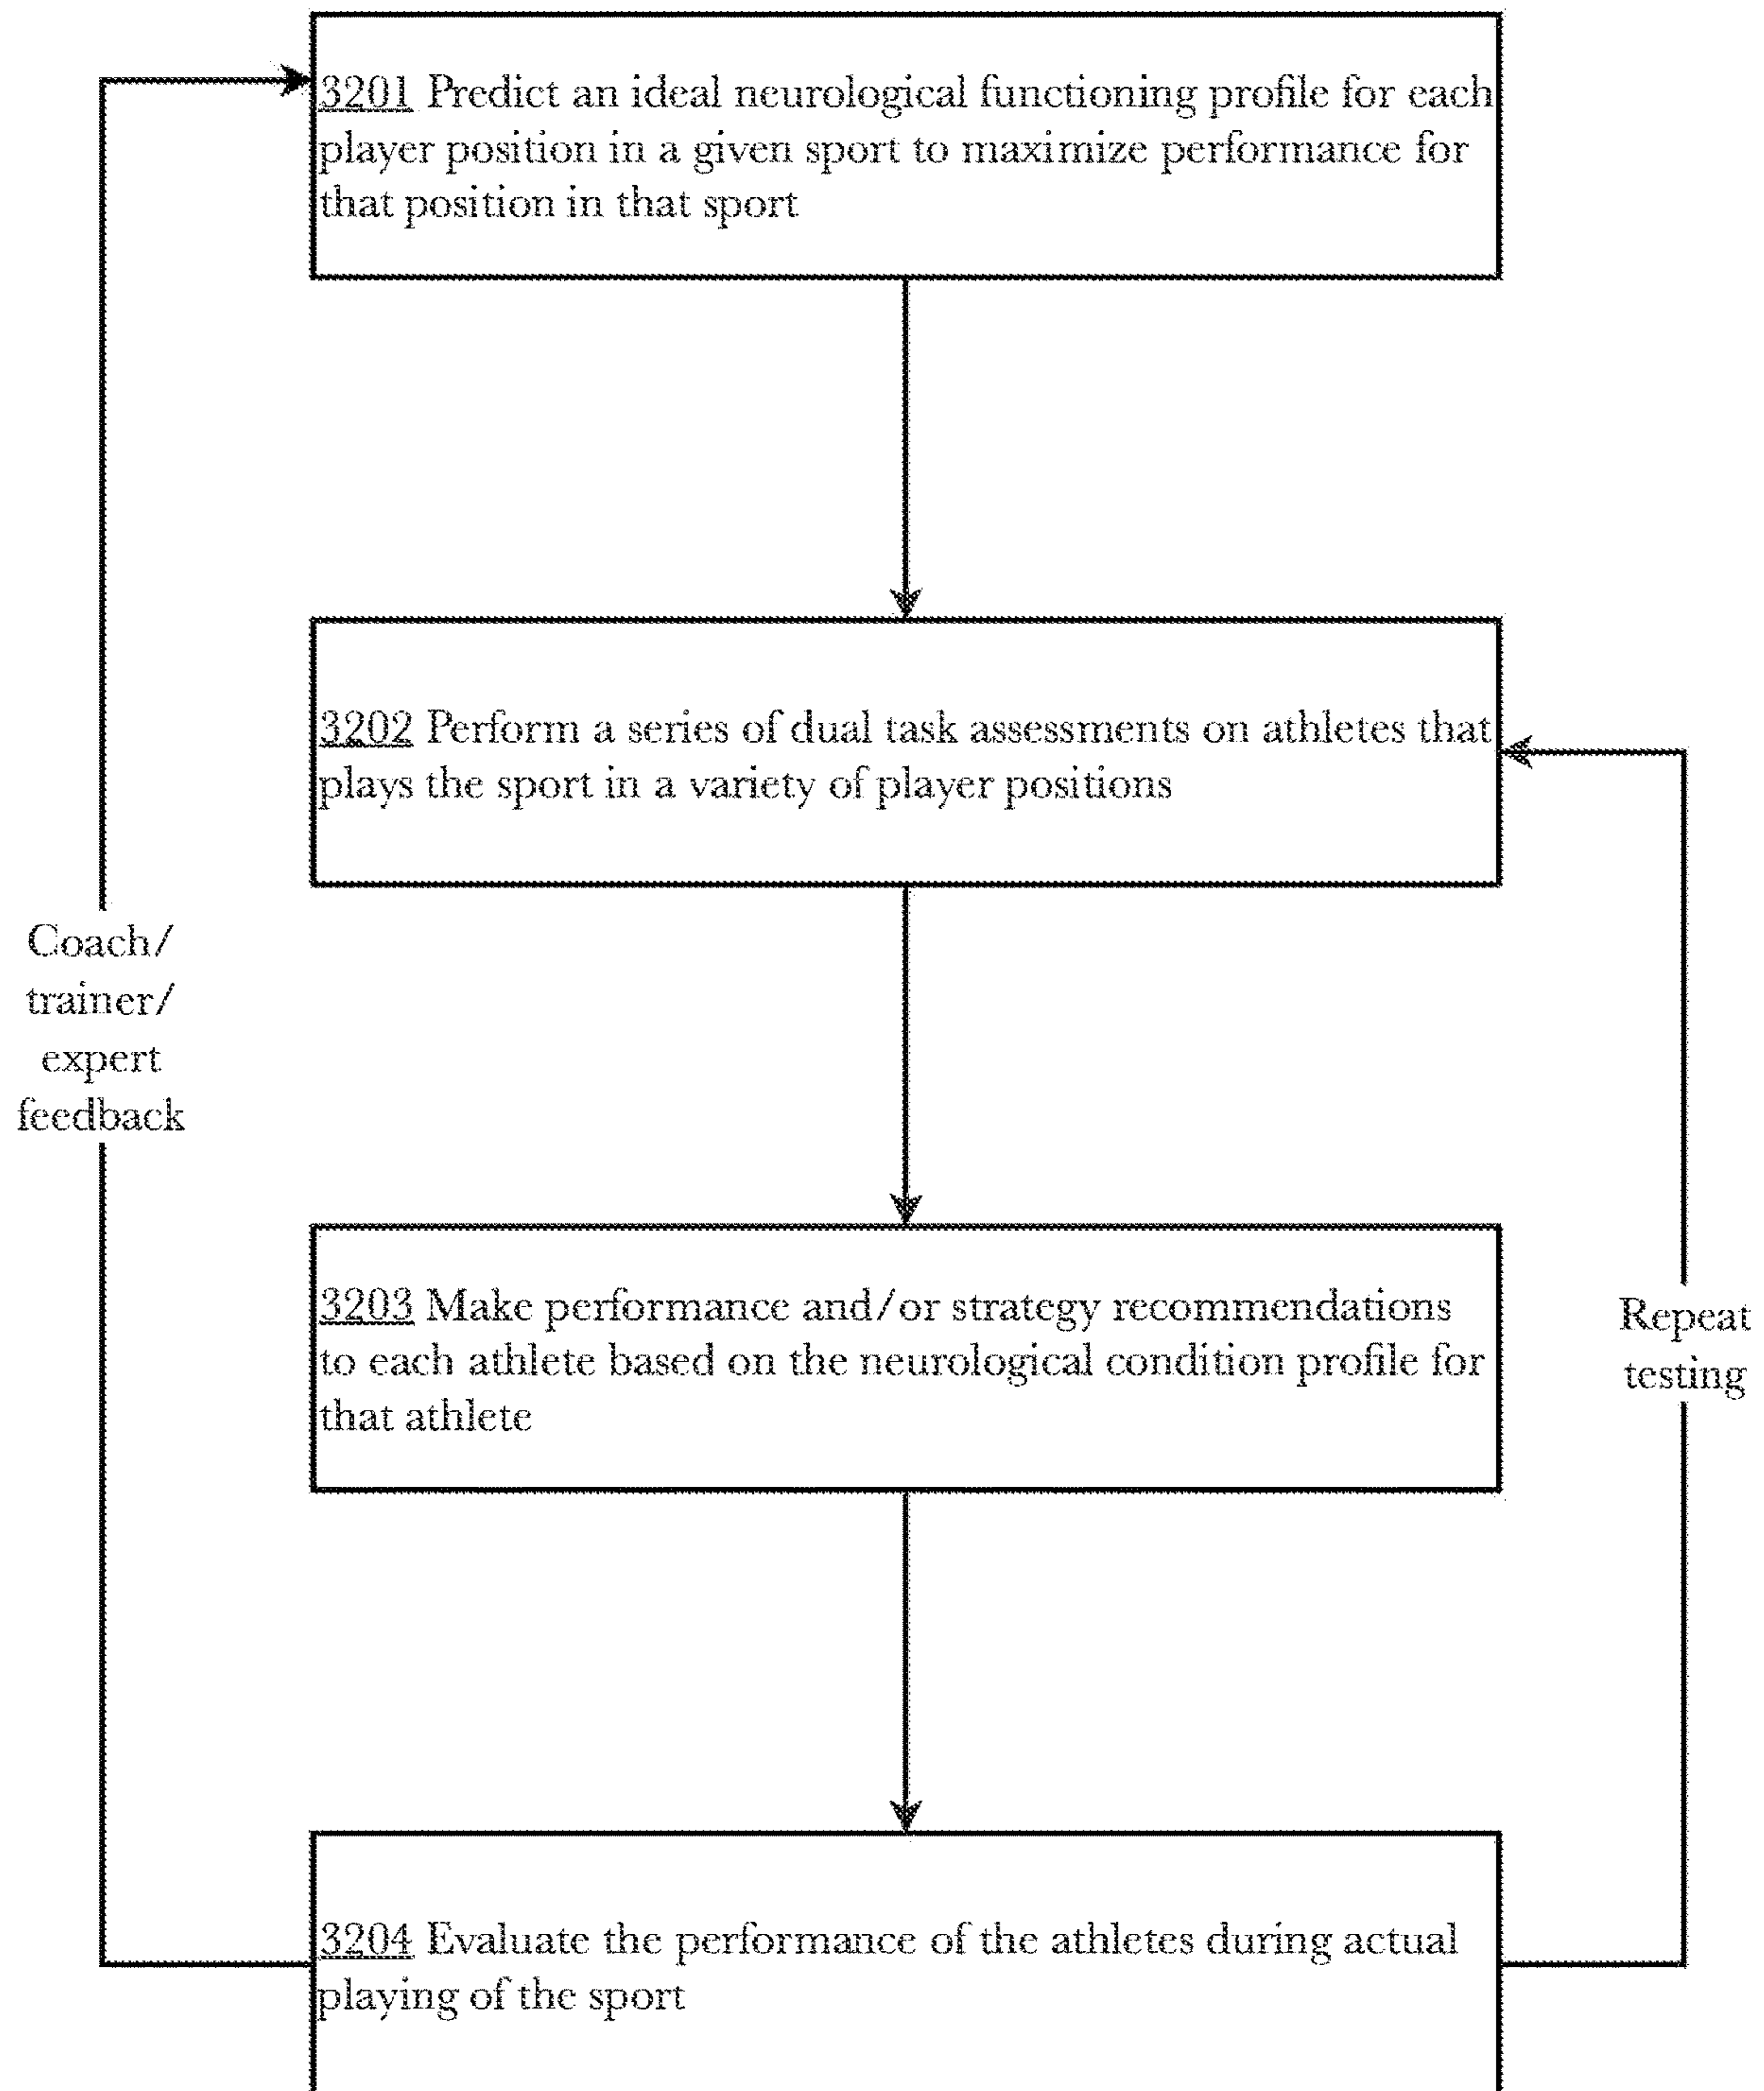 3201 Predict an ideal neurological functioning profile for each
player position in a given sport to maximize performance for
that position in that sport
3202 Perform a series of dual task assessments on athletes that
plays the sport in a variety of player positions
Coach/
trainer/
expert
feedback
3203 Make performance and/or strategy recommendations
to each athlete based on the neurological condition profile for
that athlete
Repeat
testing
3204 Evaluate the performance of the athletes during actual
playing of the sport